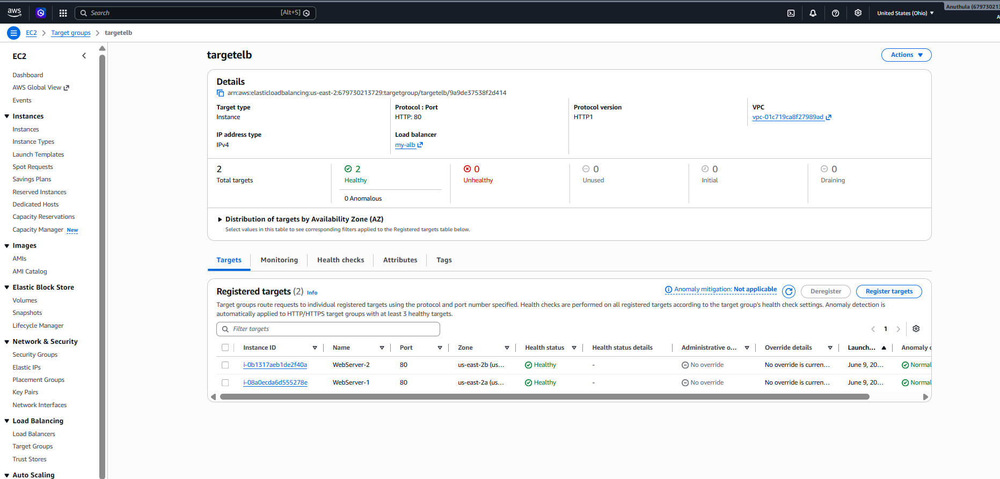 aws
Search
[Alt+S]
United States (Ohio)
Anuthula (679730213
EC2
Target groups
targetelb
EC2
Dashboard
AWS Global View
Events
Instances
Instances
Instance Types
Launch Templates
Spot Requests
Savings Plans
Reserved Instances
Dedicated Hosts
Capacity Reservations
Capacity Manager New
Images
AMIs
AMI Catalog
Elastic Block Store
Volumes
Snapshots
Lifecycle Manager
Network & Security
Security Groups
Elastic IPs
Placement Groups
Key Pairs
Network Interfaces
Load Balancing
Load Balancers
Target Groups
Trust Stores
Auto Scaling
targetelb
Actions
Details
arn:aws:elasticloadbalancing:us-east-2:679730213729:targetgroup/targetelb/9a9de37538f2d414
Target type
Instance
Protocol : Port
HTTP: 80
Protocol version
HTTP1
VPC
vpc-01c719ca8f27989ad
IP address type
IPv4
Load balancer
my-alb
2
Total targets
2
Healthy
0 Anomalous
0
Unhealthy
0
Unused
0
Initial
0
Draining
Distribution of targets by Availability Zone (AZ)
Select values in this table to see corresponding filters applied to the Registered targets table below.
Targets
Monitoring
Health checks
Attributes
Tags
Registered targets (2) Info
Anomaly mitigation: Not applicable
Deregister
Register targets
Target groups route requests to individual registered targets using the protocol and port number specified. Health checks are performed on all registered targets according to the target group's health check settings. Anomaly detection is
automatically applied to HTTP/HTTPS target groups with at least 3 healthy targets.
Filter targets
1
Instance ID Name Port Zone Health status Health status details Administrative o... Override details Launch... Anomaly
i-0b1317aeb1de2f40a WebServer-2 80 us-east-2b (us... Healthy - No override No override is curren... June 9, 20... Normal
i-08a0ecda6d555278e WebServer-1 80 us-east-2a (us... Healthy - No override No override is curren... June 9, 20... Normal